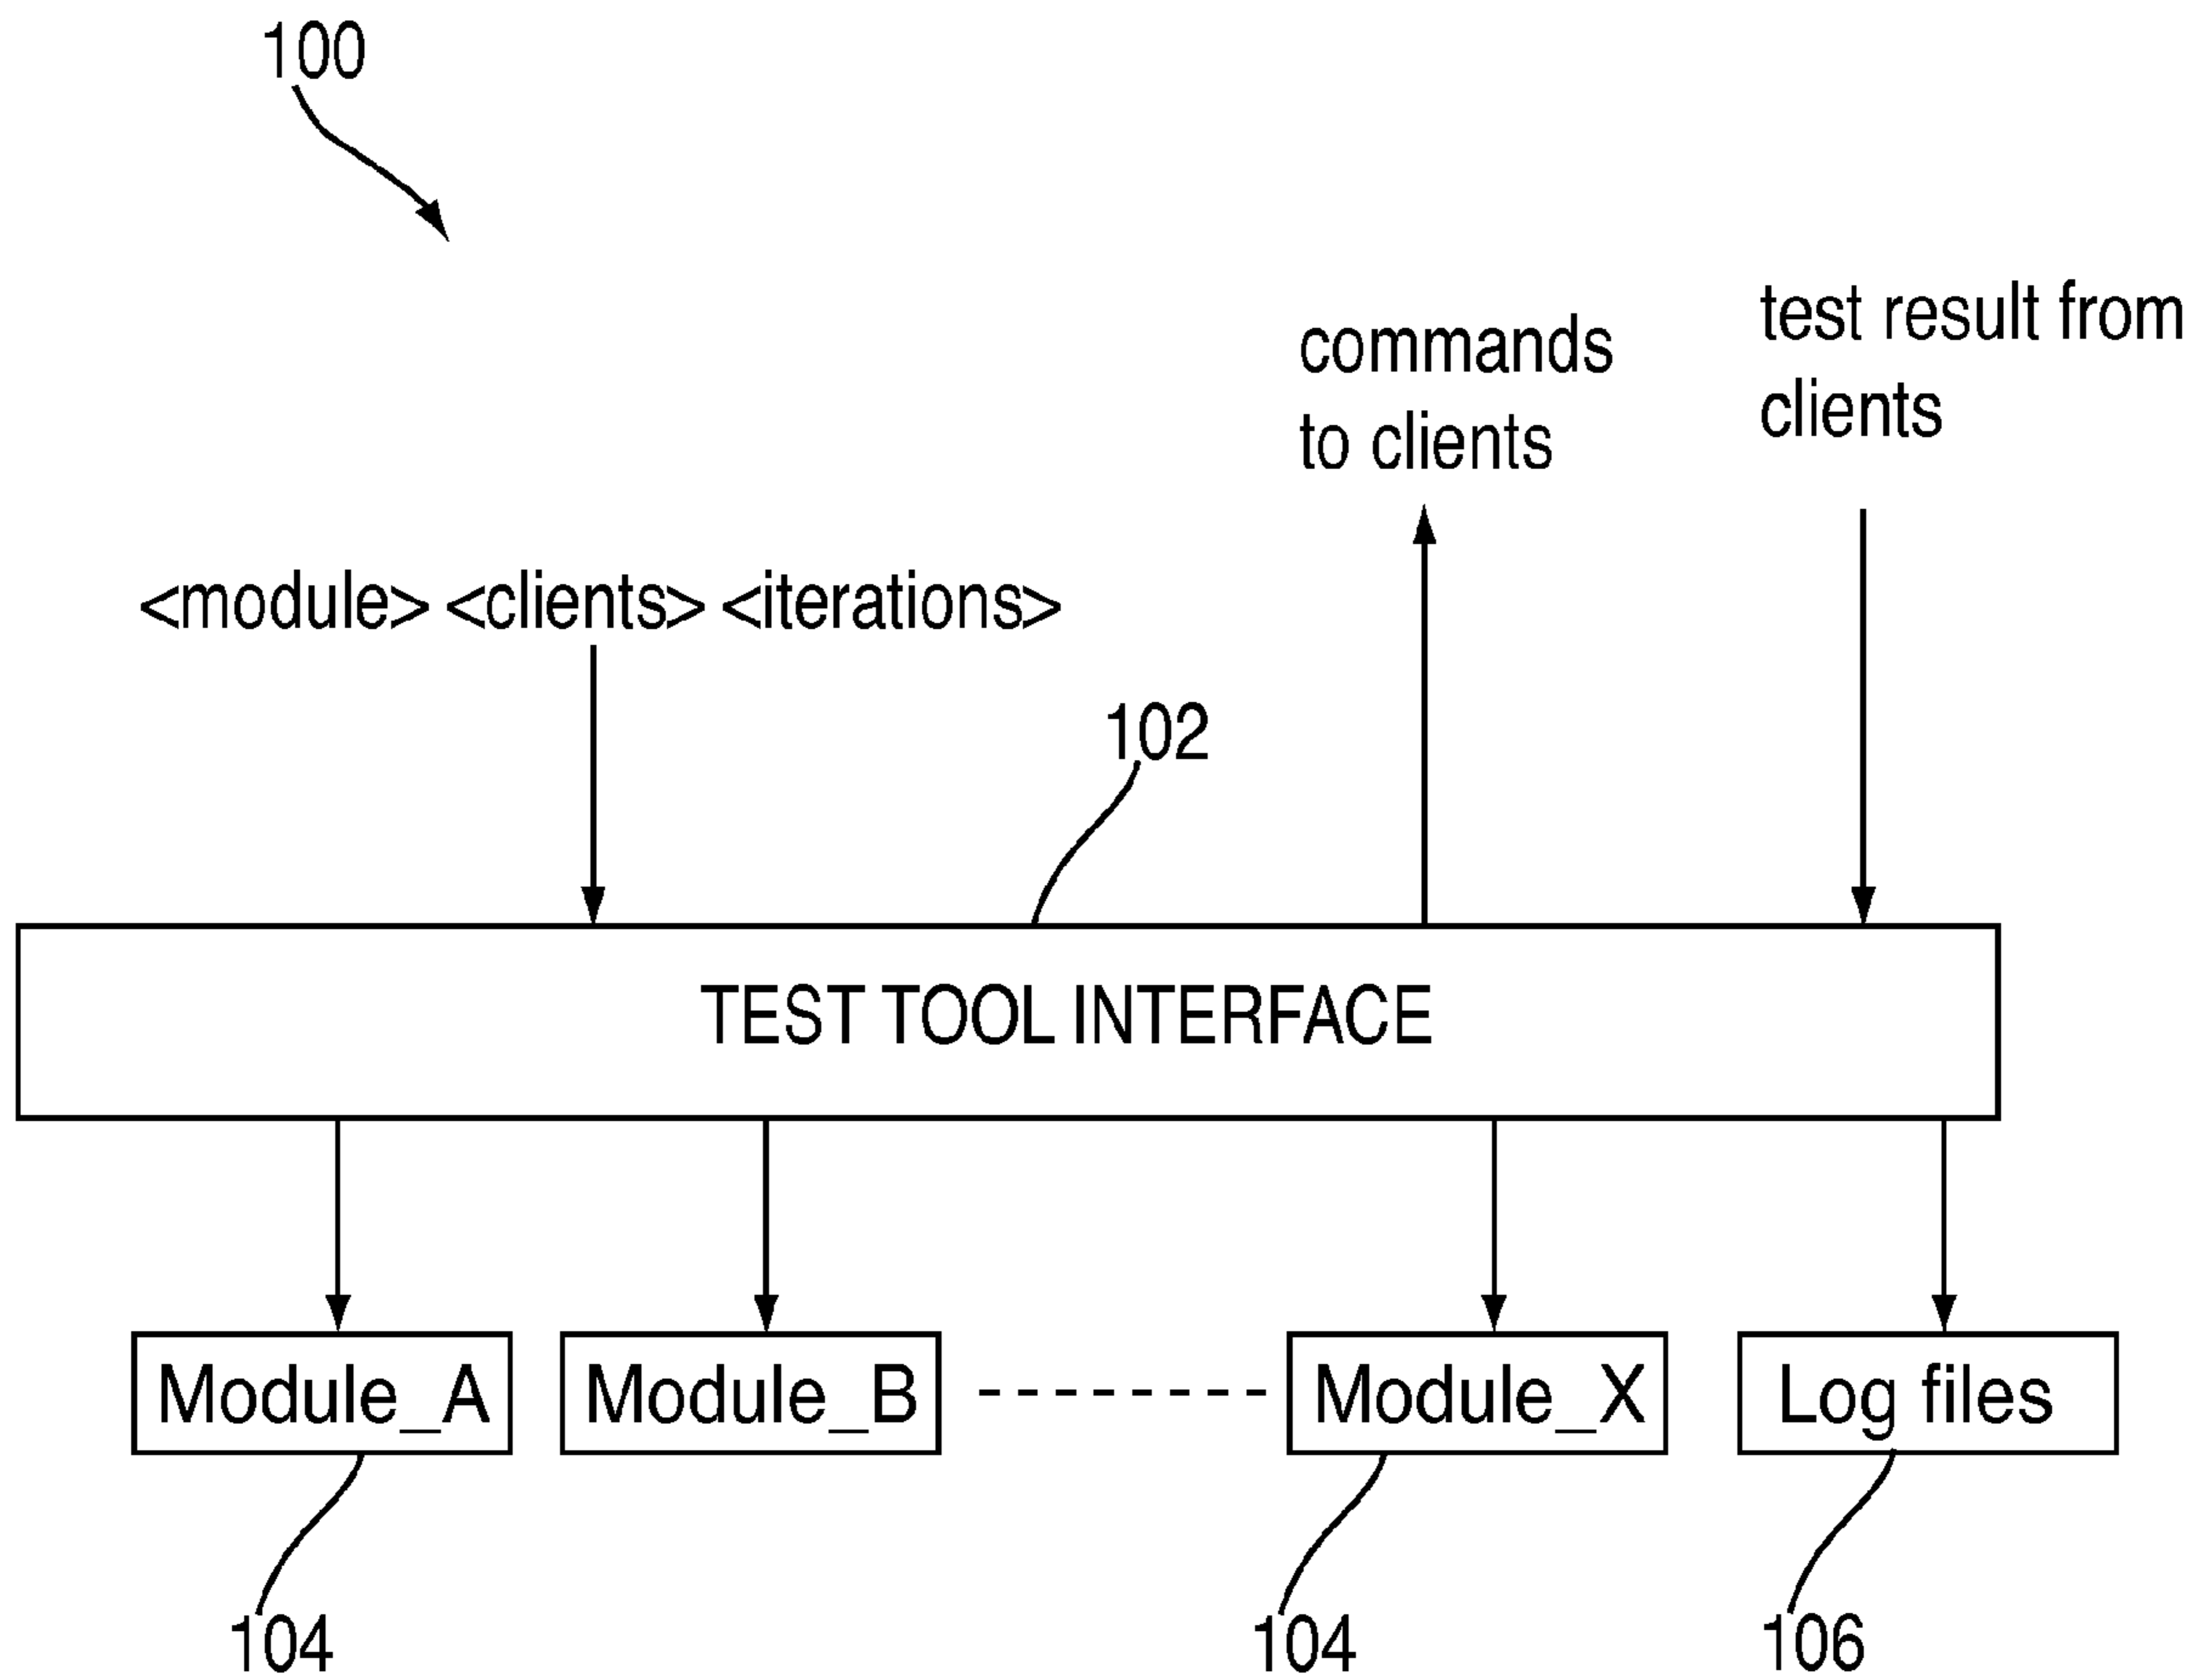 100
test result from
clients
commands
to clients
<module> <clients> <iterations>
102
TEST TOOL INTERFACE
Module_A
Module_B
Module_X
Log files
104
104
106